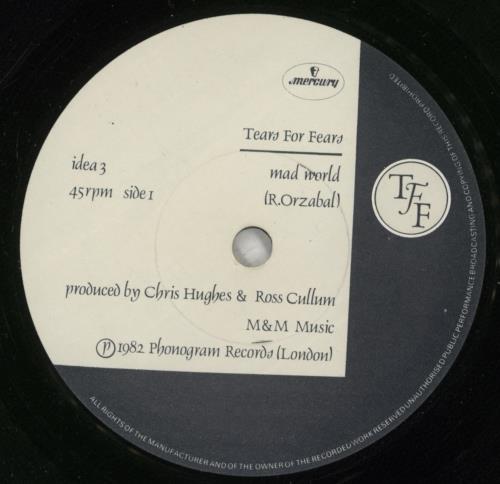 mercury
Tears For Fears
idea 3
mad world
45 rpm side 1
(R.Orzabal)
TFF
produced by Chris Hughes & Ross Cullum
M&M Music
Ⓟ 1982 Phonogram Records (London)
ALL RIGHTS OF THE MANUFACTURER AND OF THE OWNER OF THE RECORDED WORK RESERVED UNAUTHORISED PUBLIC PERFORMANCE BROADCASTING AND COPYING OF THIS RECORD PROHIBITED